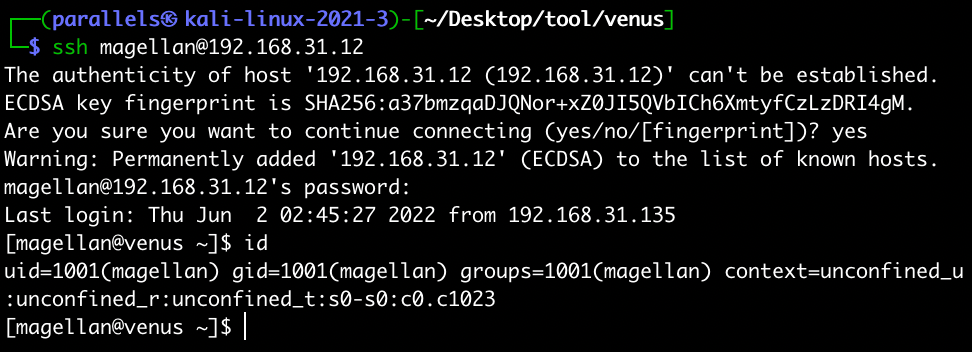 ┌──(parallels㉿kali-linux-2021-3)-[~/Desktop/tool/venus]
└─$ ssh magellan@192.168.31.12
The authenticity of host '192.168.31.12 (192.168.31.12)' can't be established.
ECDSA key fingerprint is SHA256:a37bmzqaDJQNor+xZ0JI5QVbICh6XmtyfCzLzDRI4gM.
Are you sure you want to continue connecting (yes/no/[fingerprint])? yes
Warning: Permanently added '192.168.31.12' (ECDSA) to the list of known hosts.
magellan@192.168.31.12's password:
Last login: Thu Jun  2 02:45:27 2022 from 192.168.31.135
[magellan@venus ~]$ id
uid=1001(magellan) gid=1001(magellan) groups=1001(magellan) context=unconfined_u
:unconfined_r:unconfined_t:s0-s0:c0.c1023
[magellan@venus ~]$